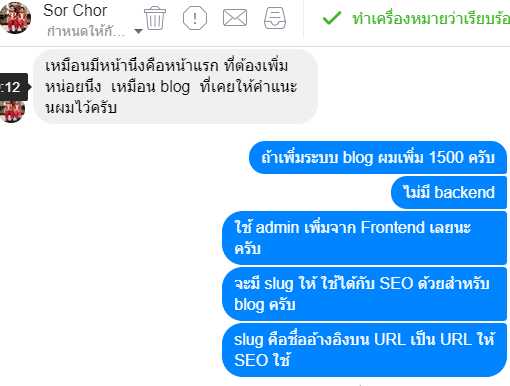 Sor Chor
กำหนดให้กั...
ทำเครื่องหมายว่าเรียบร้อ
:12
เหมือนมีหน้านึงคือหน้าแรก ที่ต้องเพิ่ม
หน่อยนึง เหมือน blog ที่เคยให้คำแนะ
นผมไว้ครับ
ถ้าเพิ่มระบบ blog ผมเพิ่ม 1500 ครับ
ไม่มี backend
ใช้ admin เพิ่มจาก Frontend เลยนะ
ครับ
จะมี slug ให้ ใช้ได้กับ SEO ด้วยสำหรับ
blog ครับ
slug คือชื่ออ้างอิงบน URL เป็น URL ให้
SEO ใช้